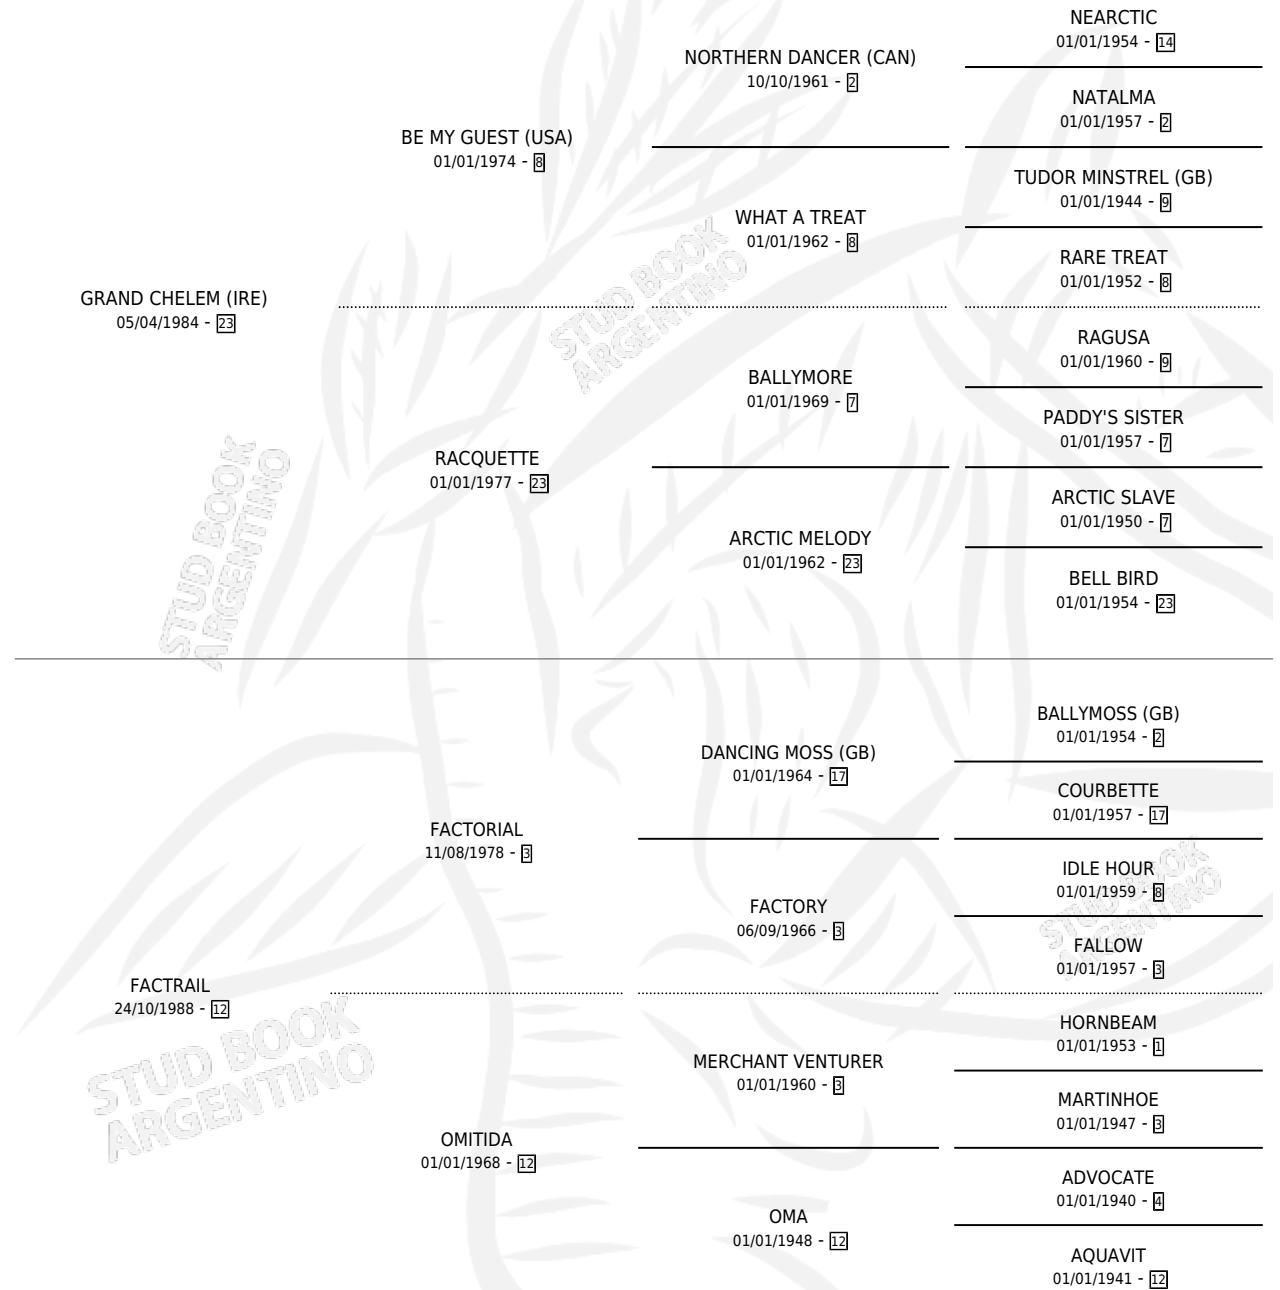 NEARCTIC
01/01/1954 - 14
NORTHERN DANCER (CAN)
10/10/1961 - 2
NATALMA
01/01/1957 - 2
BE MY GUEST (USA)
01/01/1974 - 8
TUDOR MINSTREL (GB)
01/01/1944 - 9
WHAT A TREAT
01/01/1962 - 8
RARE TREAT
01/01/1952 - 8
GRAND CHELEM (IRE)
05/04/1984 - 23
STUD BOOK
ARGENTINO
RAGUSA
01/01/1960 - 9
BALLYMORE
01/01/1969 - 7
PADDY'S SISTER
01/01/1957 - 7
RACQUETTE
01/01/1977 - 23
ARCTIC SLAVE
01/01/1950 - 7
ARCTIC MELODY
01/01/1962 - 23
BELL BIRD
01/01/1954 - 23
STUD BOOK
ARGENTINO
BALLYMOSS (GB)
01/01/1954 - 2
DANCING MOSS (GB)
01/01/1964 - 17
COURBETTE
01/01/1957 - 17
FACTORIAL
11/08/1978 - 3
IDLE HOUR
01/01/1959 - 8
FACTORY
06/09/1966 - 3
STUD BOOK
ARGENTINO
FALLOW
01/01/1957 - 3
FACTRAIL
24/10/1988 - 12
HORNBEAM
01/01/1953 - 1
MERCHANT VENTURER
01/01/1960 - 3
STUD BOOK
ARGENTINO
MARTINHOE
01/01/1947 - 3
OMITIDA
01/01/1968 - 12
ADVOCATE
01/01/1940 - 4
OMA
01/01/1948 - 12
AQUAVIT
01/01/1941 - 12